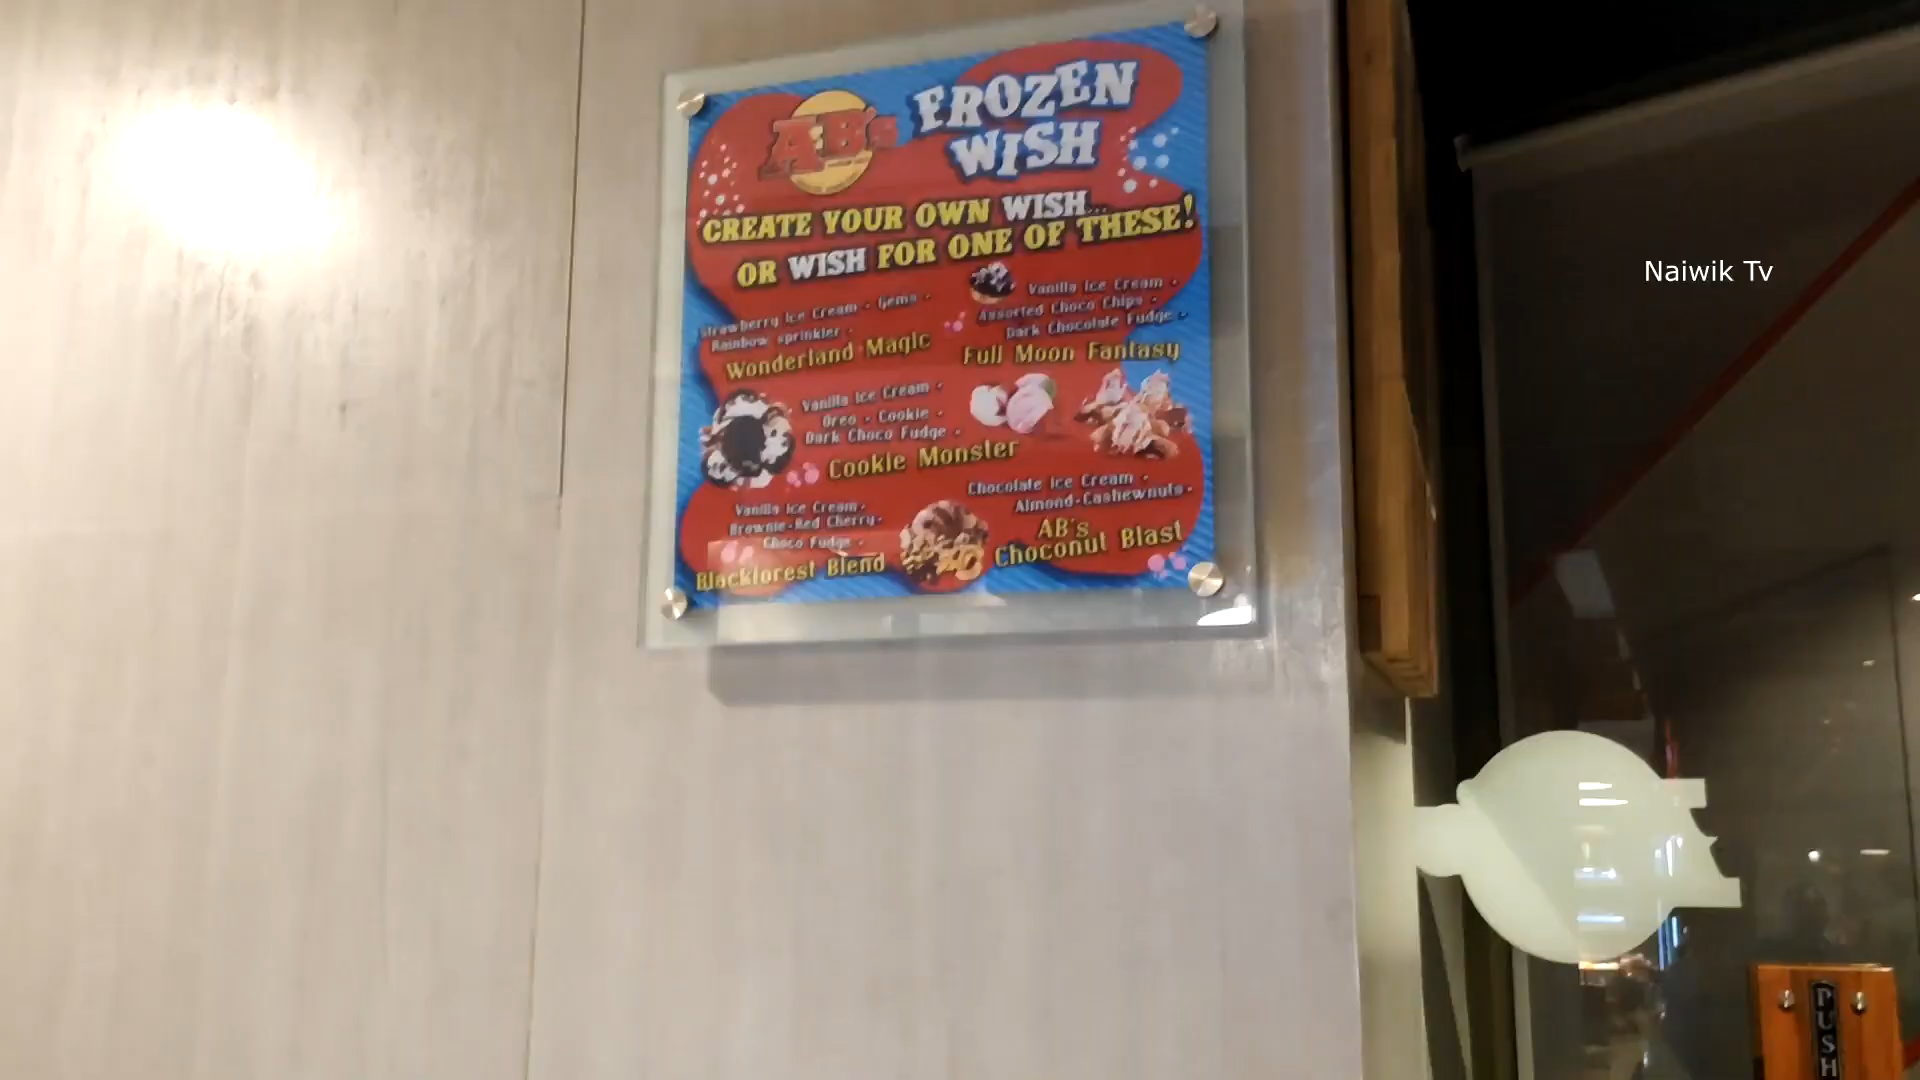 AB's
FROZEN
WISH
CREATE YOUR OWN WISH...
OR WISH FOR ONE OF THESE!
Strawberry Ice Cream - Gems -
Rainbow sprinkler -
Wonderland Magic
Vanilla Ice Cream -
Assorted Choco Chips -
Dark Chocolate Fudge -
Full Moon Fantasy
Vanilla Ice Cream -
Oreo - Cookie -
Dark Choco Fudge -
Cookie Monster
Vanilla Ice Cream-
Brownie-Red Cherry-
Choco Fudge -
Blackforest Blend
Chocolate Ice Cream -
Almond-Cashewnuts-
AB's
Choconut Blast
Naiwik Tv
PUSH